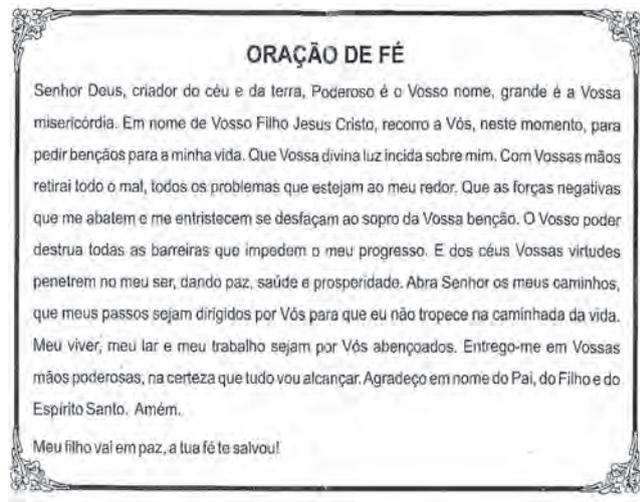 ORAÇÃO DE FÉ
Senhor Deus, criador do céu e da terra, Poderoso é o Vosso nome, grande é a Vossa
misericórdia. Em nome de Vosso Filho Jesus Cristo, recorro a Vós, neste momento, para
pedir bençãos para a minha vida. Que Vossa divina luz incida sobre mim. Com Vossas mãos
retirai todo o mal, todos os problemas que estejam ao meu redor. Que as forças negativas
que me abatem e me entristecem se desfaçam ao sopro da Vossa benção. O Vosso poder
destrua todas as barreiras que impedem o meu progresso. E dos céus Vossas virtudes
penetrem no meu ser, dando paz, saúde e prosperidade. Abra Senhor os meus caminhos,
que meus passos sejam dirigidos por Vós para que eu não tropece na caminhada da vida.
Meu viver, meu lar e meu trabalho sejam por Vós abençoados. Entrego-me em Vossas
mãos poderosas, na certeza que tudo vou alcançar. Agradeço em nome do Pai, do Filho e do
Espírito Santo. Amém.
Meu filho vai em paz, a tua fé te salvou!